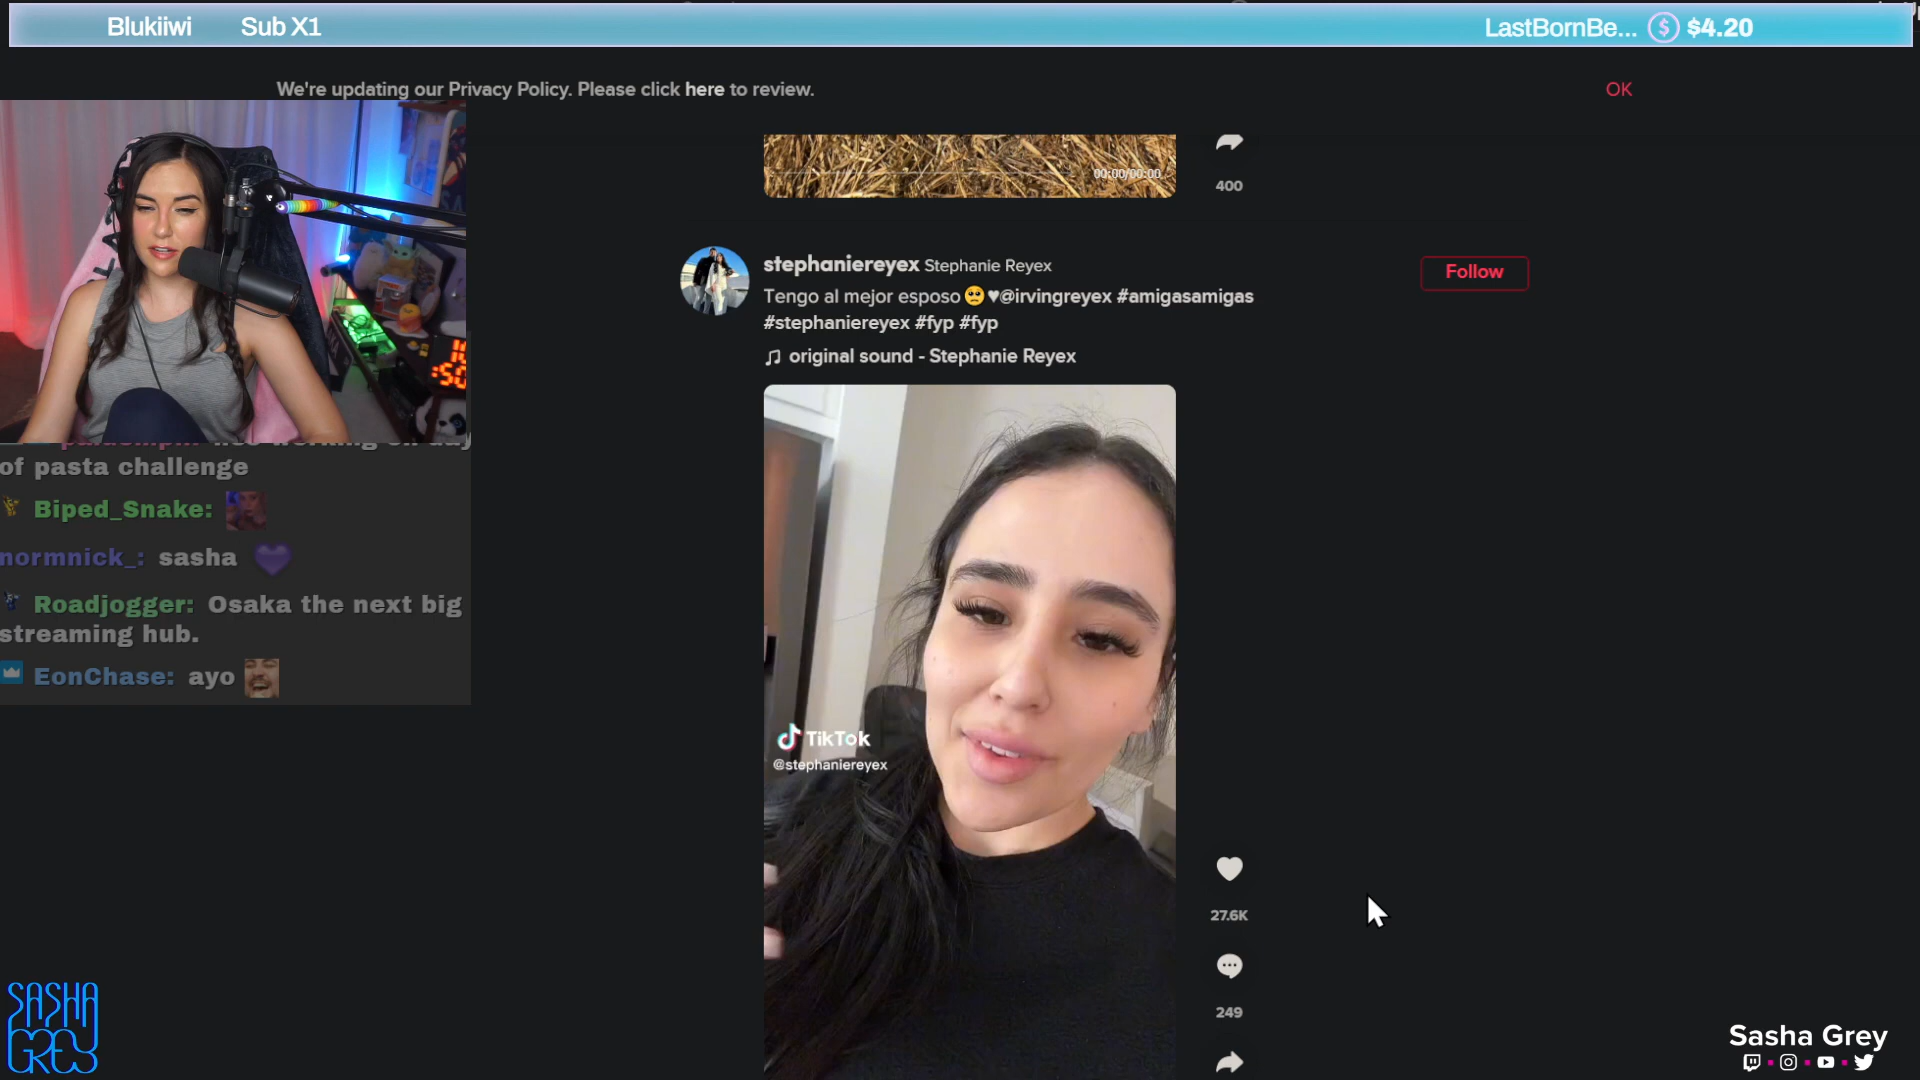 Blukiiwi Sub X1 LastBornBe... $ $4.20
We're updating our Privacy Policy. Please click here to review. OK
00:00/00:00
400
stephaniereyex Stephanie Reyex
Follow
Tengo al mejor esposo 🥺♥@irvingreyex #amigasamigas
#stephaniereyex #fyp #fyp
original sound - Stephanie Reyex
of pasta challenge
Biped_Snake:
normnick_: sasha 💜
Roadjogger: Osaka the next big
streaming hub.
EonChase: ayo
TikTok
@stephaniereyex
27.6K
249
SASHA
GREY
Sasha Grey